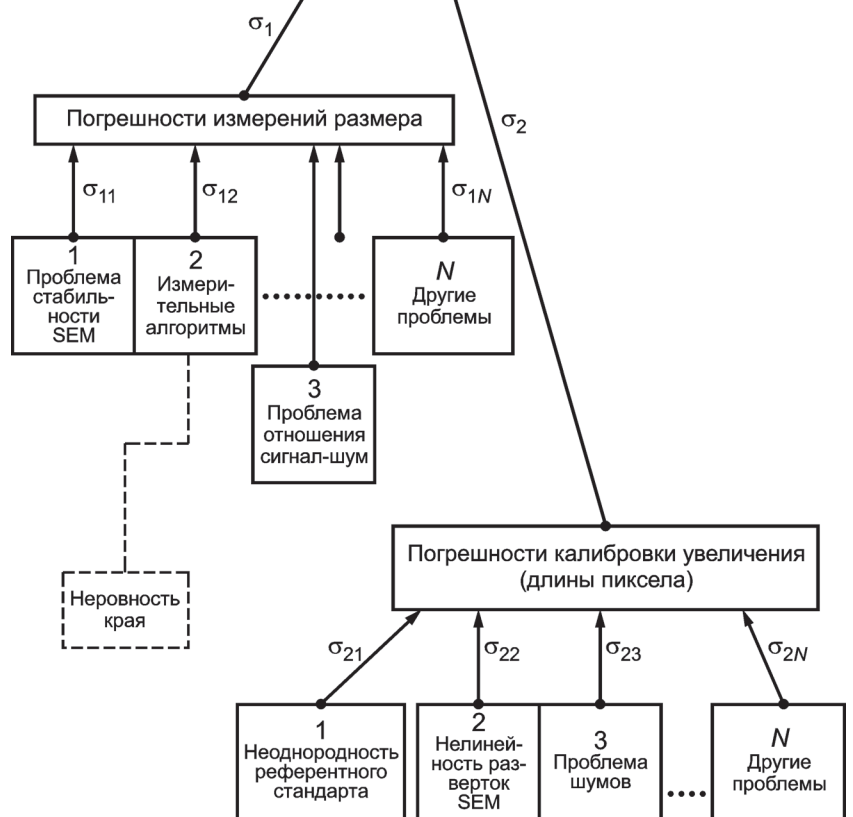 σ1
Погрешности измерений размера
σ2
σ11
σ12
σ1N
1
Проблема
стабиль-
ности
SEM
2
Измери-
тельные
алгоритмы
N
Другие
проблемы
3
Проблема
отношения
сигнал-шум
Неровность
края
Погрешности калибровки увеличения
(длины пиксела)
σ21
σ22
σ23
σ2N
1
Неоднородность
референтного
стандарта
2
Нелиней-
ность раз-
верток
SEM
3
Проблема
шумов
N
Другие
проблемы